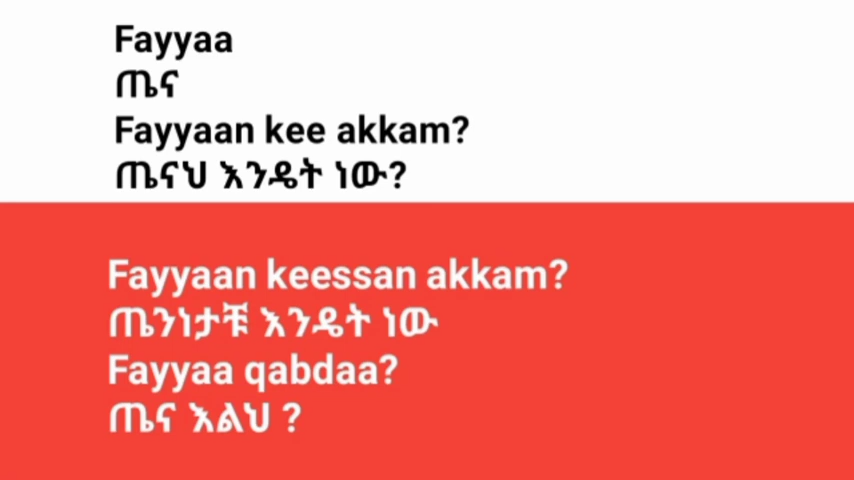 Fayyaa
ጤና
Fayyaan kee akkam?
ጤናህ እንዴት ነው?
Fayyaan keessan akkam?
ጤንነታቹ እንዴት ነው
Fayyaa qabdaa?
ጤና እልህ ?